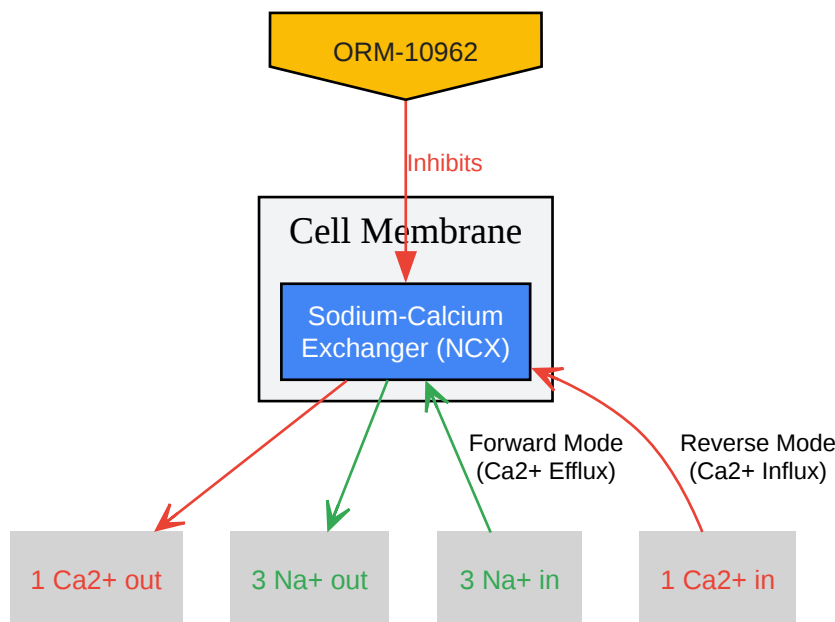 ORM-10962
Inhibits
Cell Membrane
Sodium-Calcium
Exchanger (NCX)
Forward Mode
(Ca2+ Efflux)
Reverse Mode
(Ca2+ Influx)
1 Ca2+ out
3 Na+ out
3 Na+ in
1 Ca2+ in